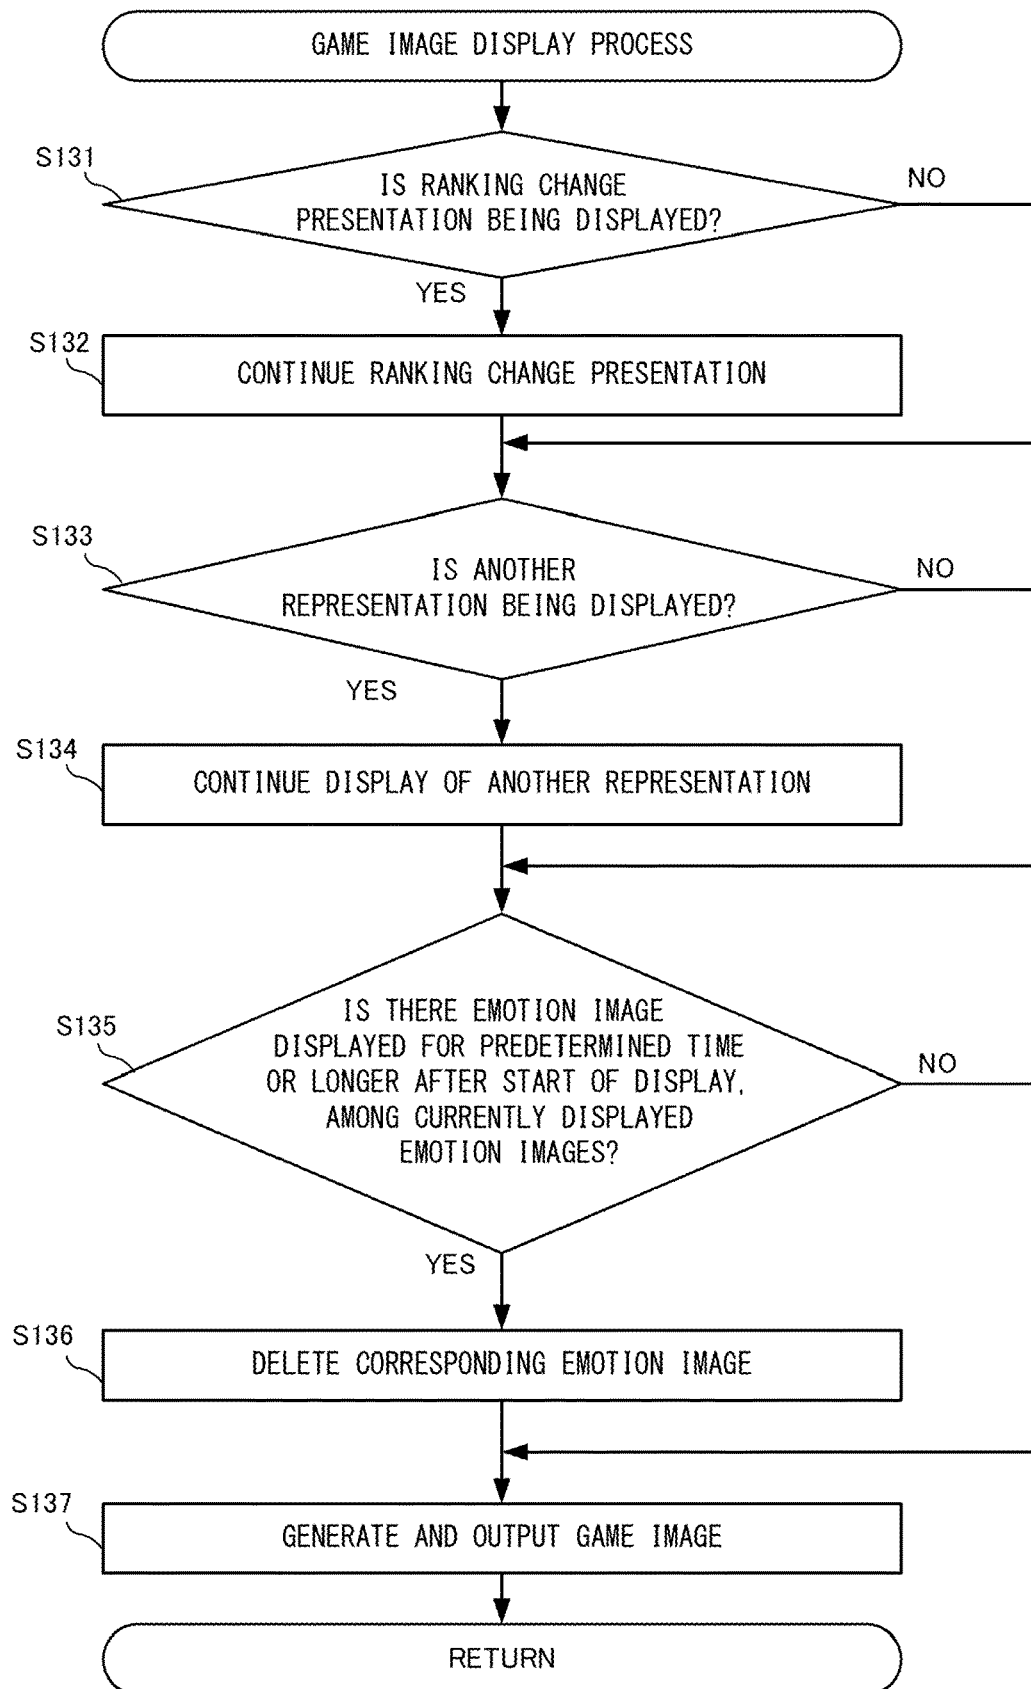 GAME IMAGE DISPLAY PROCESS
S131
IS RANKING CHANGE
PRESENTATION BEING DISPLAYED?
NO
YES
S132
CONTINUE RANKING CHANGE PRESENTATION
S133
IS ANOTHER
REPRESENTATION BEING DISPLAYED?
NO
YES
S134
CONTINUE DISPLAY OF ANOTHER REPRESENTATION
S135
IS THERE EMOTION IMAGE
DISPLAYED FOR PREDETERMINED TIME
OR LONGER AFTER START OF DISPLAY,
AMONG CURRENTLY DISPLAYED
EMOTION IMAGES?
NO
YES
S136
DELETE CORRESPONDING EMOTION IMAGE
S137
GENERATE AND OUTPUT GAME IMAGE
RETURN